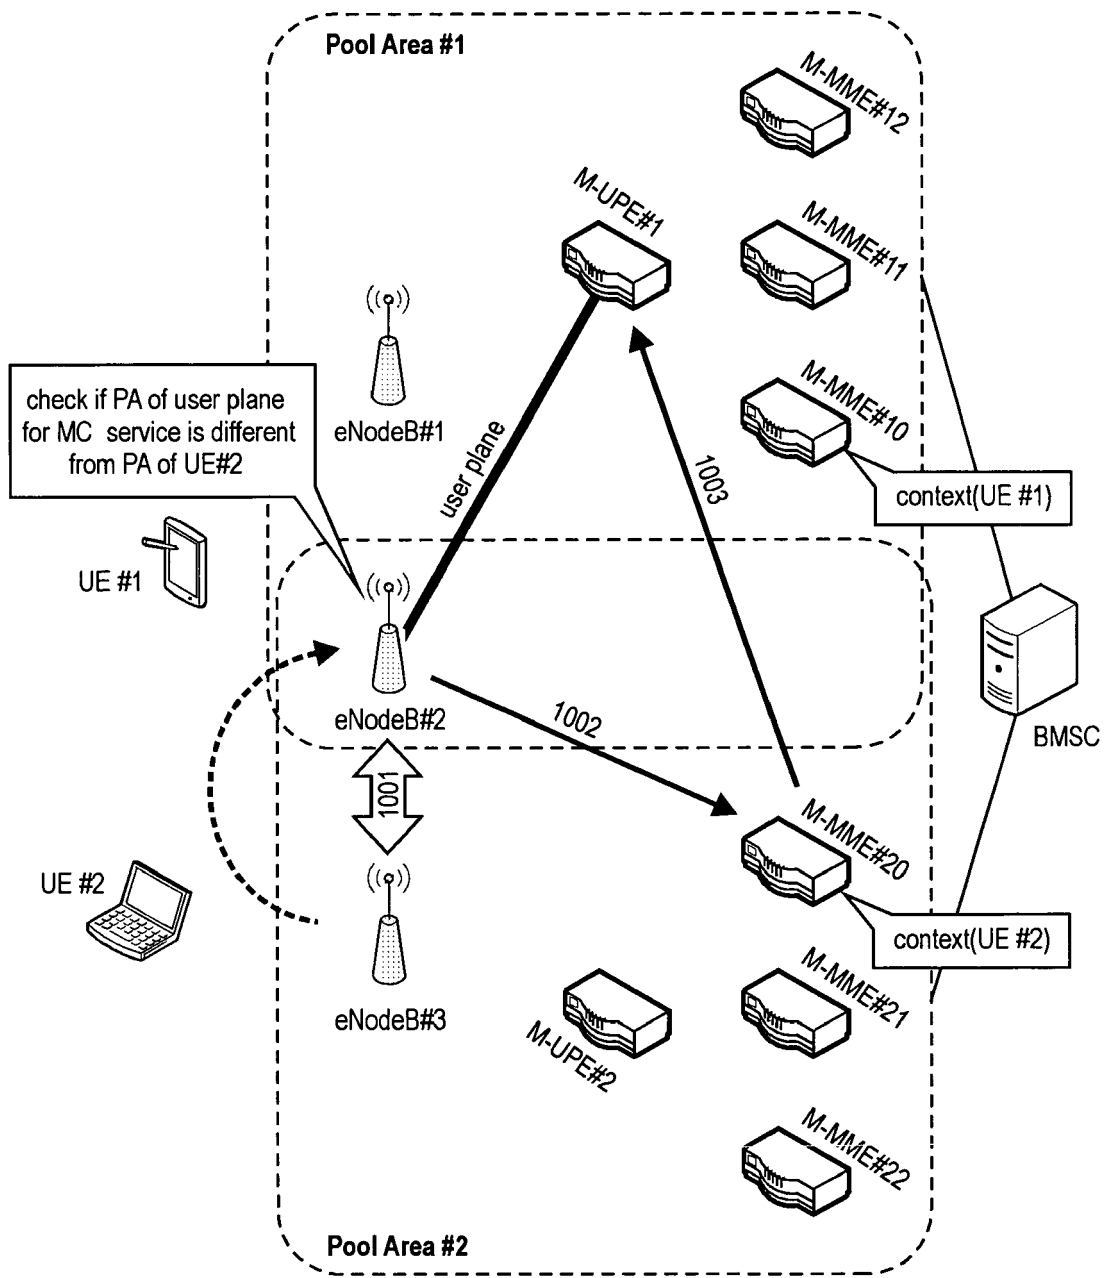 Pool Area #1
M-MME#12
M-UPE#1
M-MME#11
check if PA of user plane
for MC service is different
from PA of UE#2
eNodeB#1
user plane
1003
M-MME#10
context(UE #1)
UE #1
eNodeB#2
1002
BMSC
1001
M-MME#20
UE #2
context(UE #2)
eNodeB#3
M-UPE#2
M-MME#21
M-MME#22
Pool Area #2